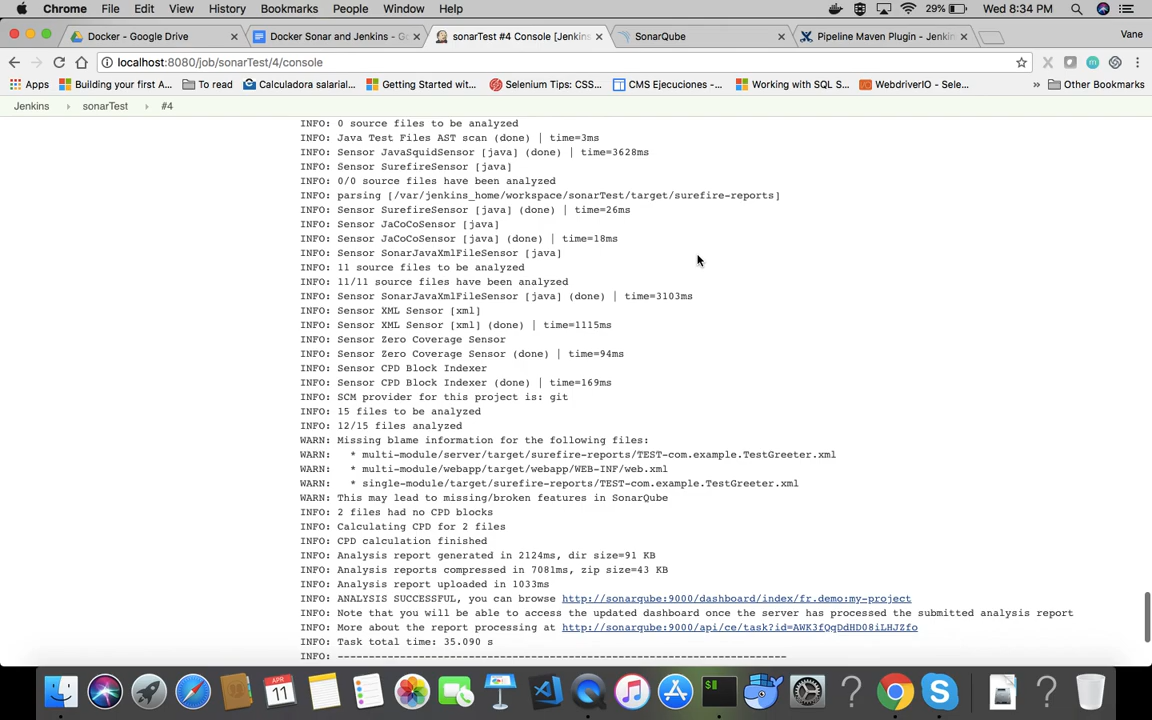 Chrome File Edit View History Bookmarks People Window Help 29% Wed 8:34 PM
Docker - Google Drive Docker Sonar and Jenkins - G sonarTest #4 Console [Jenkins SonarQube Pipeline Maven Plugin - Jenkin Vane
localhost:8080/job/sonarTest/4/console
Apps Building your first A... To read Calculadora salarial... Getting Started wit... Selenium Tips: CSS... CMS Ejecuciones... Working with SQL S... WebdriverIO - Sele... » Other Bookmarks
Jenkins sonarTest #4
INFO: 0 source files to be analyzed
INFO: Java Test Files AST scan (done) | time=3ms
INFO: Sensor JavaSquidSensor [java] (done) | time=3628ms
INFO: Sensor SurefireSensor [java]
INFO: 0/0 source files have been analyzed
INFO: parsing [/var/jenkins_home/workspace/sonarTest/target/surefire-reports]
INFO: Sensor SurefireSensor [java] (done) | time=26ms
INFO: Sensor JaCoCoSensor [java]
INFO: Sensor JaCoCoSensor [java] (done) | time=18ms
INFO: Sensor SonarJavaXmlFileSensor [java]
INFO: 11 source files to be analyzed
INFO: 11/11 source files have been analyzed
INFO: Sensor SonarJavaXmlFileSensor [java] (done) | time=3103ms
INFO: Sensor XML Sensor [xml]
INFO: Sensor XML Sensor [xml] (done) | time=1115ms
INFO: Sensor Zero Coverage Sensor
INFO: Sensor Zero Coverage Sensor (done) | time=94ms
INFO: Sensor CPD Block Indexer
INFO: Sensor CPD Block Indexer (done) | time=169ms
INFO: SCM provider for this project is: git
INFO: 15 files to be analyzed
INFO: 12/15 files analyzed
WARN: Missing blame information for the following files:
WARN:   * multi-module/server/target/surefire-reports/TEST-com.example.TestGreeter.xml
WARN:   * multi-module/webapp/target/webapp/WEB-INF/web.xml
WARN:   * single-module/target/surefire-reports/TEST-com.example.TestGreeter.xml
WARN: This may lead to missing/broken features in SonarQube
INFO: 2 files had no CPD blocks
INFO: Calculating CPD for 2 files
INFO: CPD calculation finished
INFO: Analysis report generated in 2124ms, dir size=91 KB
INFO: Analysis reports compressed in 7081ms, zip size=43 KB
INFO: Analysis report uploaded in 1033ms
INFO: ANALYSIS SUCCESSFUL, you can browse http://sonarqube:9000/dashboard/index/fr.demo:my-project
INFO: Note that you will be able to access the updated dashboard once the server has processed the submitted analysis report
INFO: More about the report processing at http://sonarqube:9000/api/ce/task?id=AWK3fQqDdHD08iLHJZfo
INFO: Task total time: 35.090 s
INFO: ------------------------------------------------------------------------
APR
11